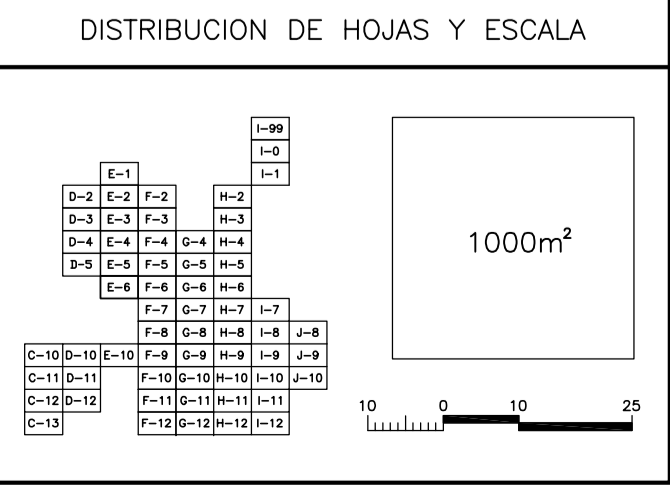 DISTRIBUCION DE HOJAS Y ESCALA
I-99
I-0
E-1 I-1
D-2 E-2 F-2 H-2
D-3 E-3 F-3 H-3
D-4 E-4 F-4 G-4 H-4
D-5 E-5 F-5 G-5 H-5
E-6 F-6 G-6 H-6
F-7 G-7 H-7 I-7
F-8 G-8 H-8 I-8 J-8
C-10 D-10 E-10 F-9 G-9 H-9 I-9 J-9
C-11 D-11 F-10 G-10 H-10 I-10 J-10
C-12 D-12 F-11 G-11 H-11 I-11
C-13 F-12 G-12 H-12 I-12
1000m²
10 0 10 25